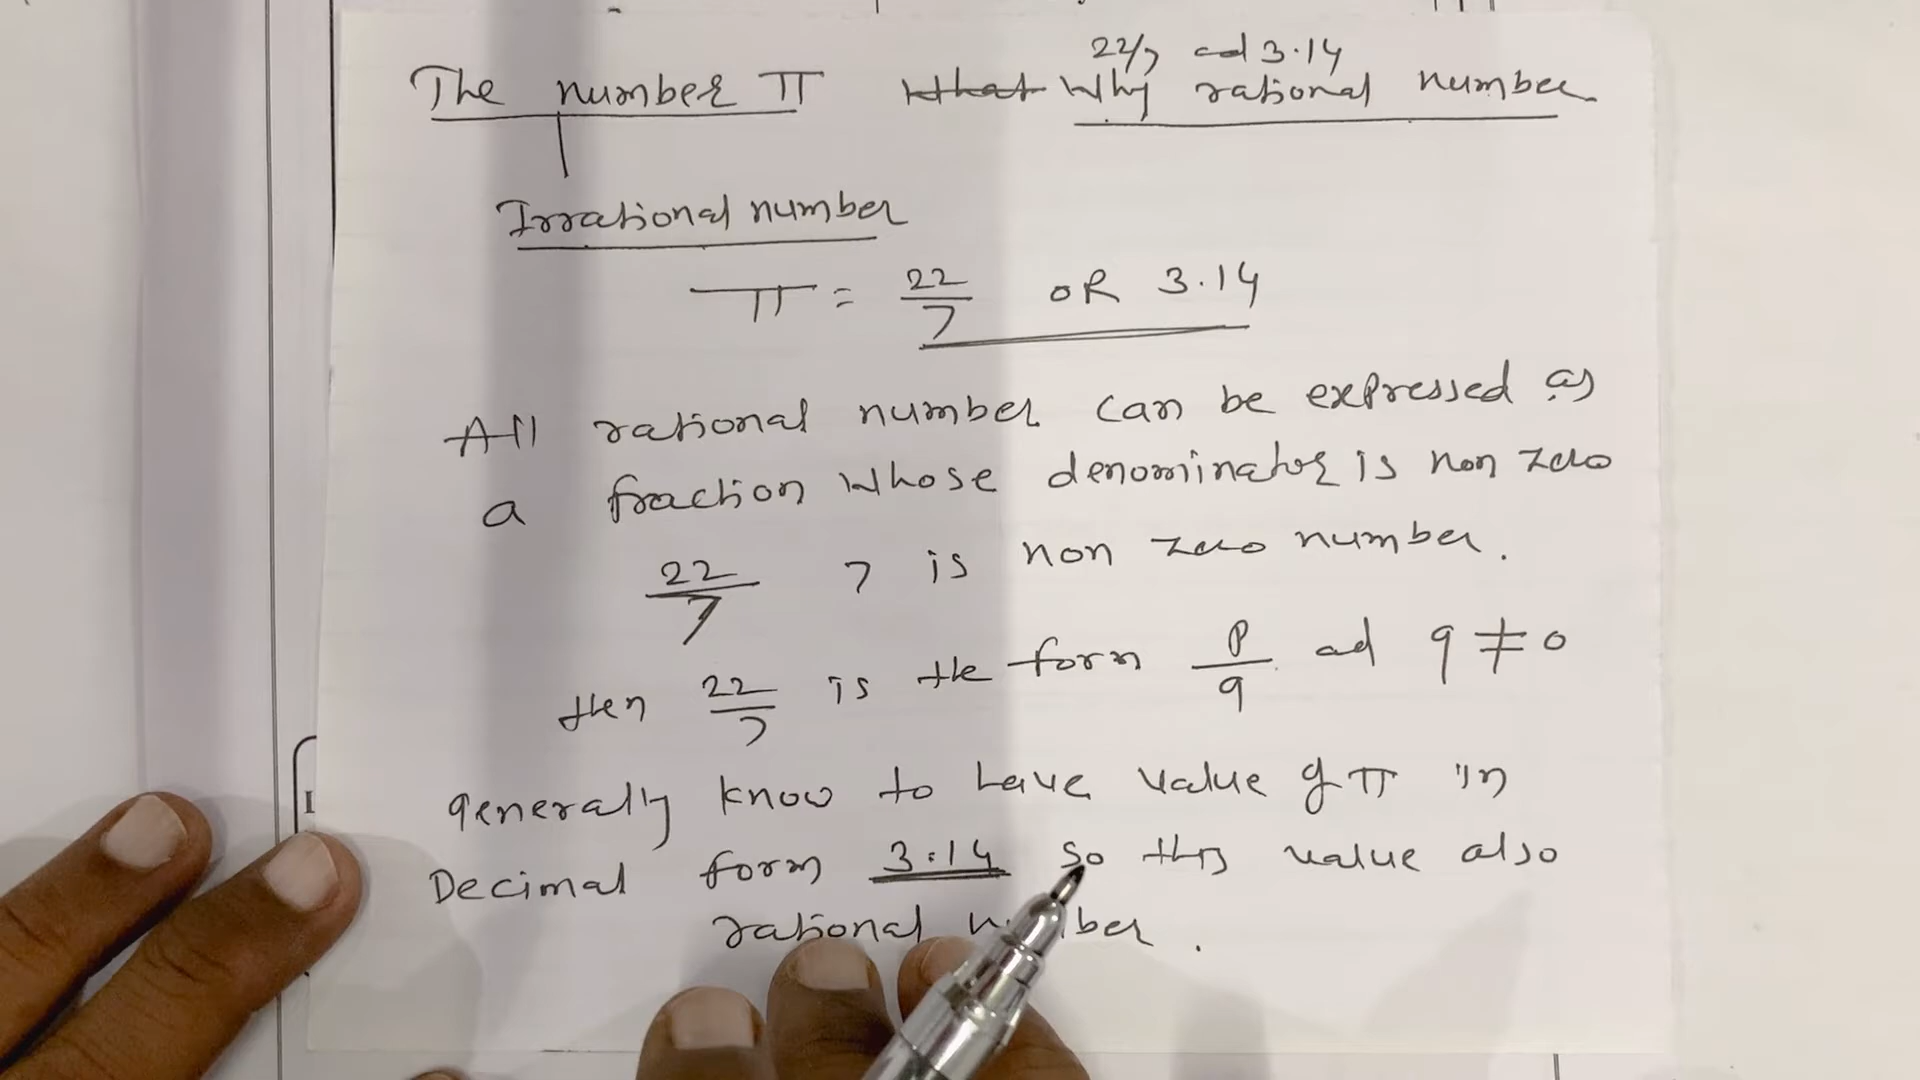 22/7 and 3.14
The number π What Why rational number
Irrational number
π = 22/7 OR 3.14
All rational number can be expressed as
a fraction whose denominator is non zero
22/7 7 is non zero number.
then 22/7 is the form p/q and q ≠ 0
generally know to have value of π in
Decimal form 3.14 so this value also
rational number.
I